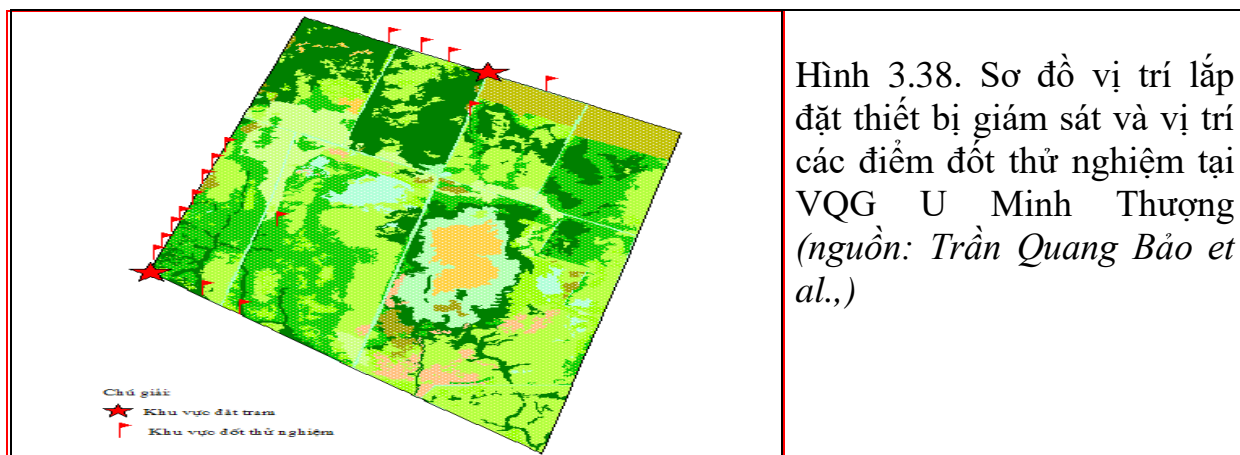 Hình 3.38. Sơ đồ vị trí lắp
đặt thiết bị giám sát và vị trí
các điểm đốt thử nghiệm tại
VQG U Minh Thượng
(nguồn: Trần Quang Bảo et
al.,)
Chú giải:
Khu vực đặt trạm
Khu vực đốt thử nghiệm